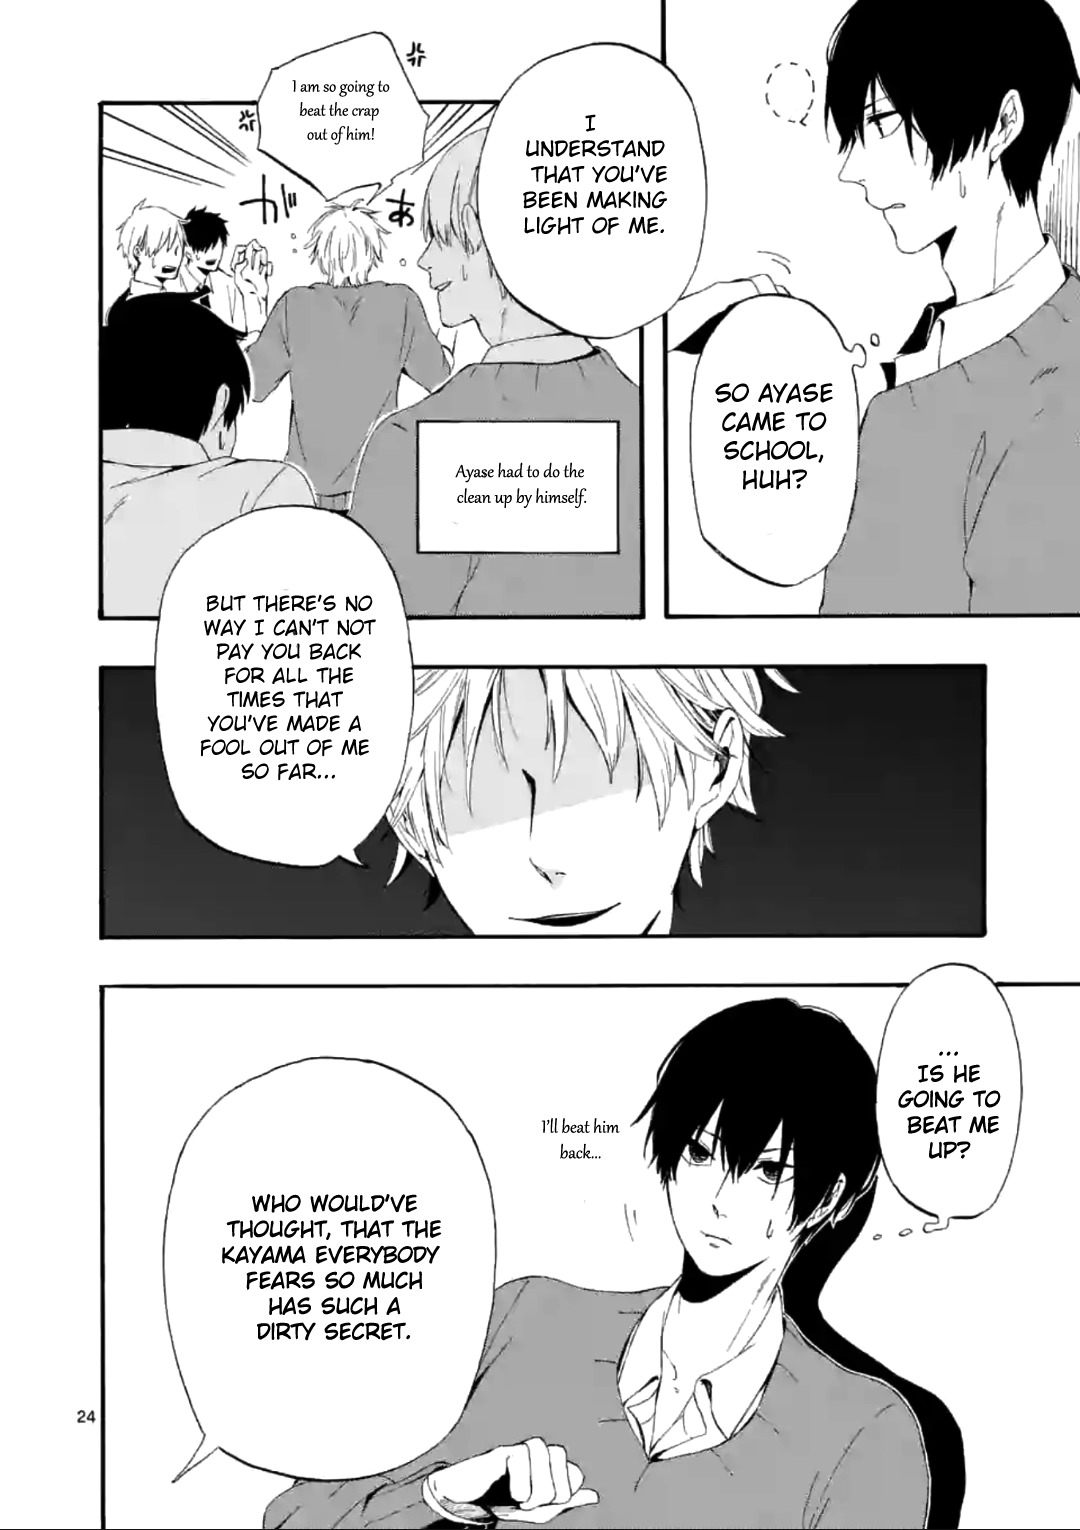 SO AYASE
CAME TO
SCHOOL,
HUH?
I
UNDERSTAND
THAT YOU'VE
BEEN MAKING
LIGHT OF ME.
I am so going to
beat the crap
out of him!
が
ぁ
Ayase had to do the
clean up by himself.
BUT THERE'S NO
WAY I CAN'T NOT
PAY YOU BACK
FOR ALL THE
TIMES THAT
YOU'VE MADE A
FOOL OUT OF ME
SO FAR...
...
IS HE
GOING TO
BEAT ME
UP?
I'll beat him
back...
WHO WOULD'VE
THOUGHT, THAT THE
KAYAMA EVERYBODY
FEARS SO MUCH
HAS SUCH A
DIRTY SECRET.
24